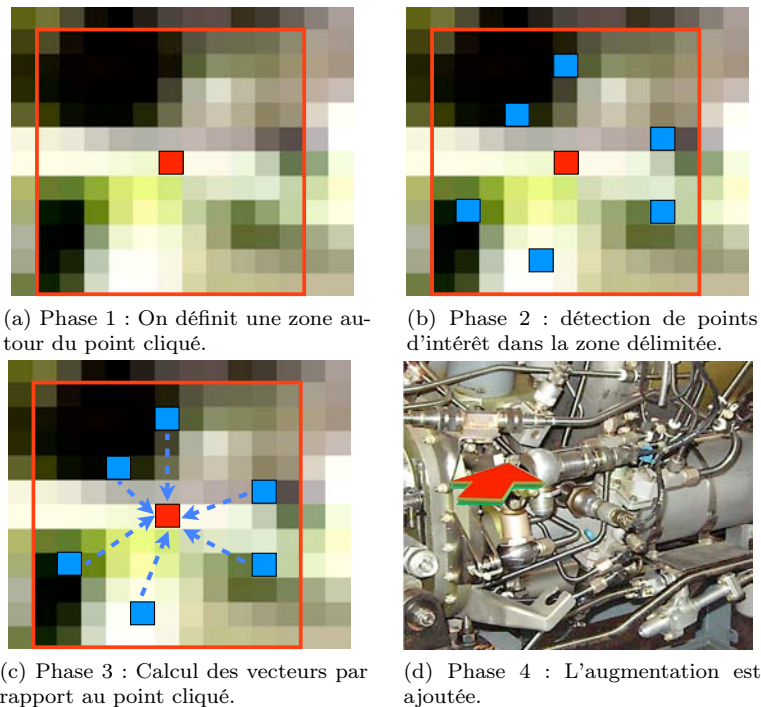 (a) Phase 1 : On définit une zone au-
tour du point cliqué.
(b) Phase 2 : détection de points
d'intérêt dans la zone délimitée.
(c) Phase 3 : Calcul des vecteurs par
rapport au point cliqué.
(d) Phase 4 : L'augmentation est
ajoutée.